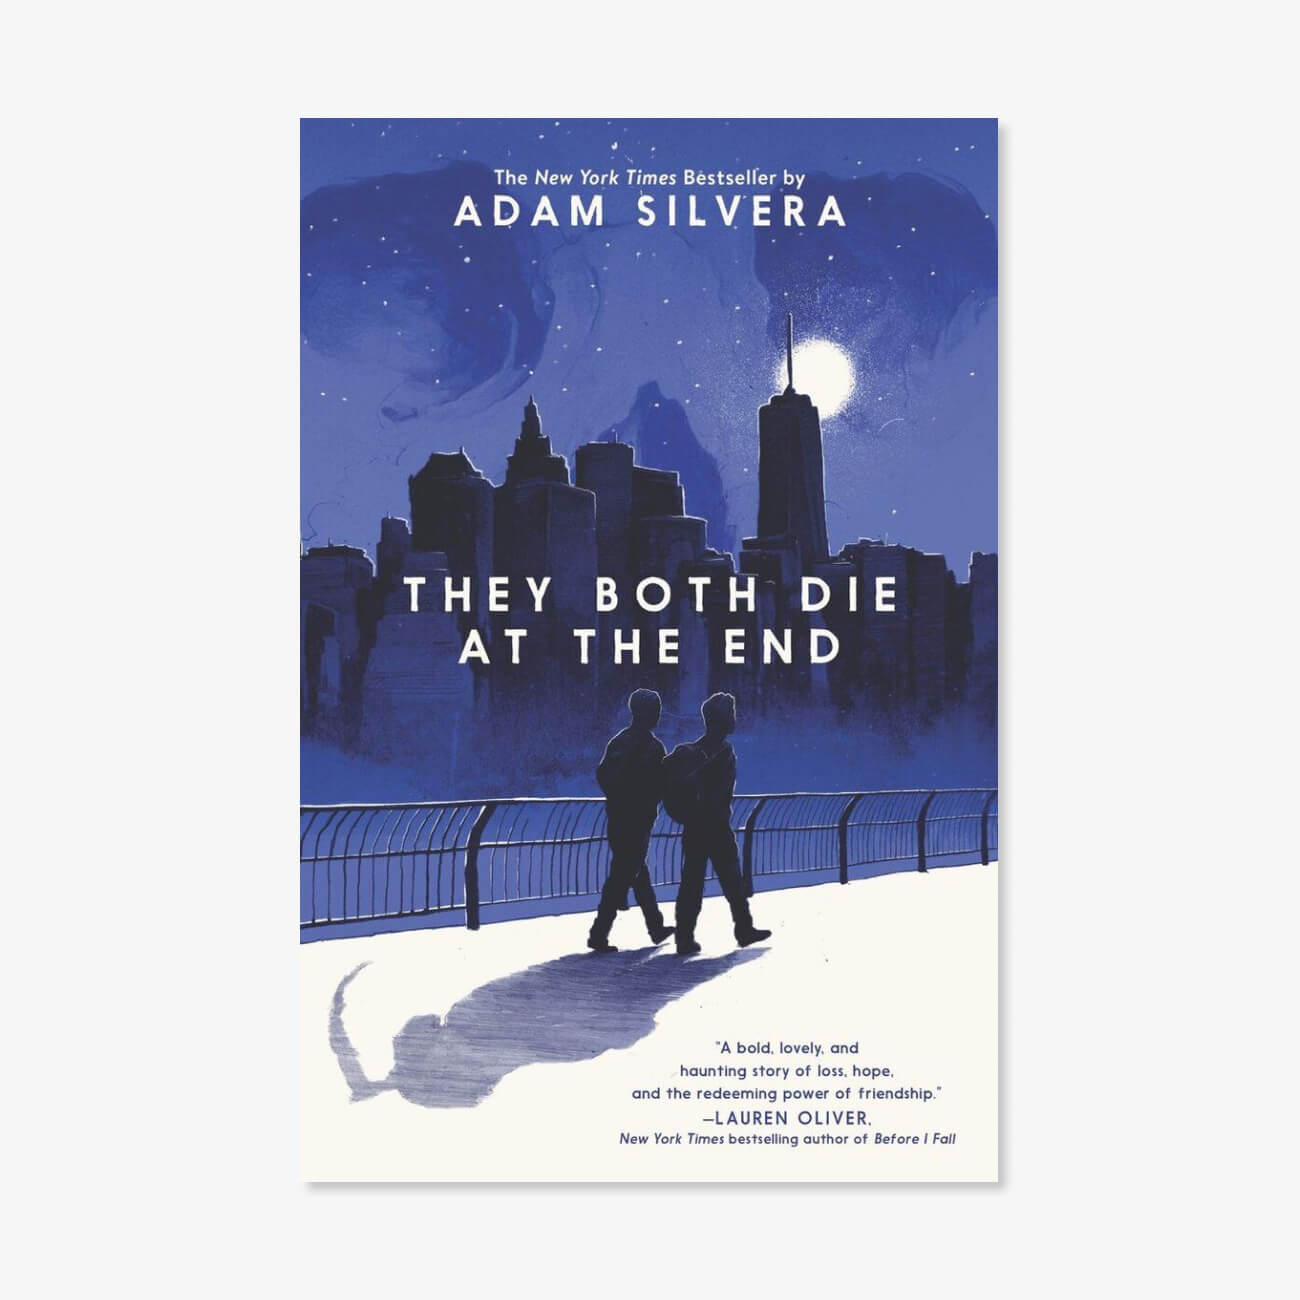 The New York Times Bestseller by
ADAM SILVERA
THEY BOTH DIE
AT THE END
"A bold, lovely, and
haunting story of loss, hope,
and the redeeming power of friendship."
—LAUREN OLIVER,
New York Times bestselling author of Before I Fall